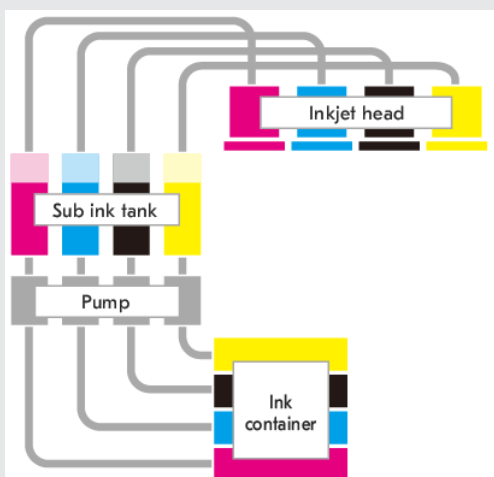 Inkjet head
Sub ink tank
Pump
Ink
container